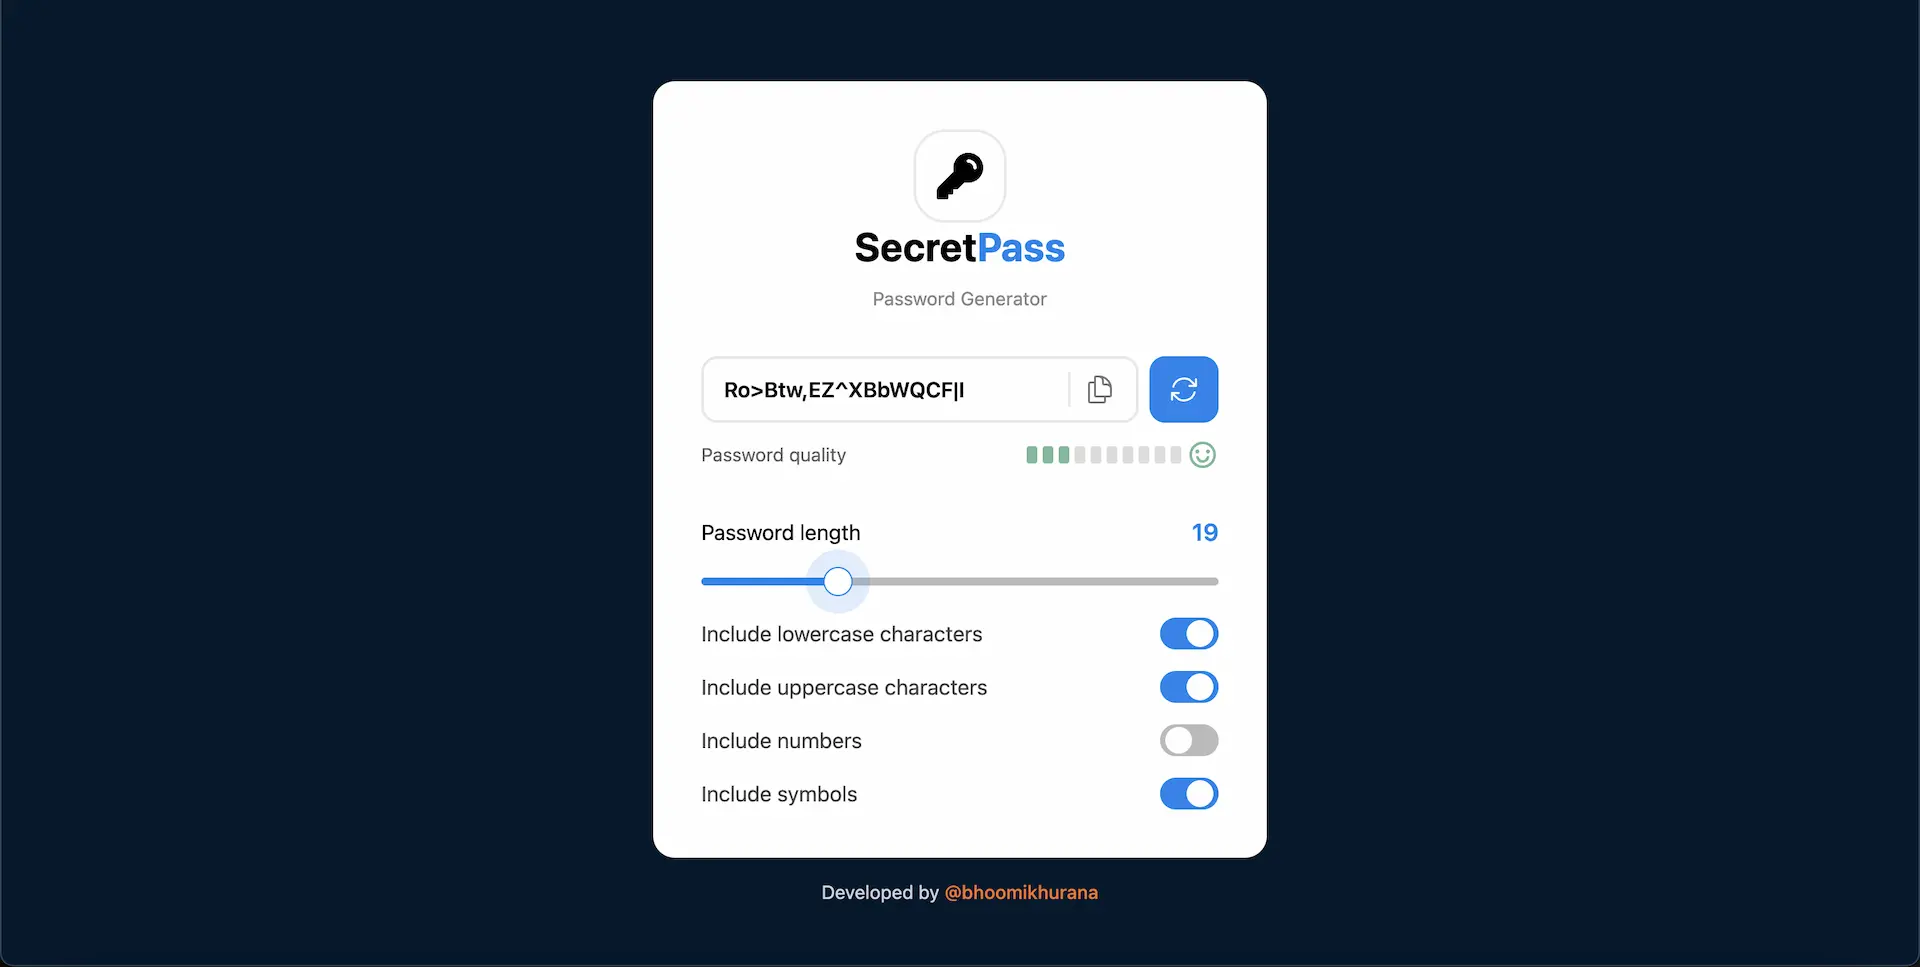 SecretPass
Password Generator
Ro>Btw,EZ^XBbWQCF|I
Password quality
Password length
19
Include lowercase characters
Include uppercase characters
Include numbers
Include symbols
Developed by @bhoomikhurana